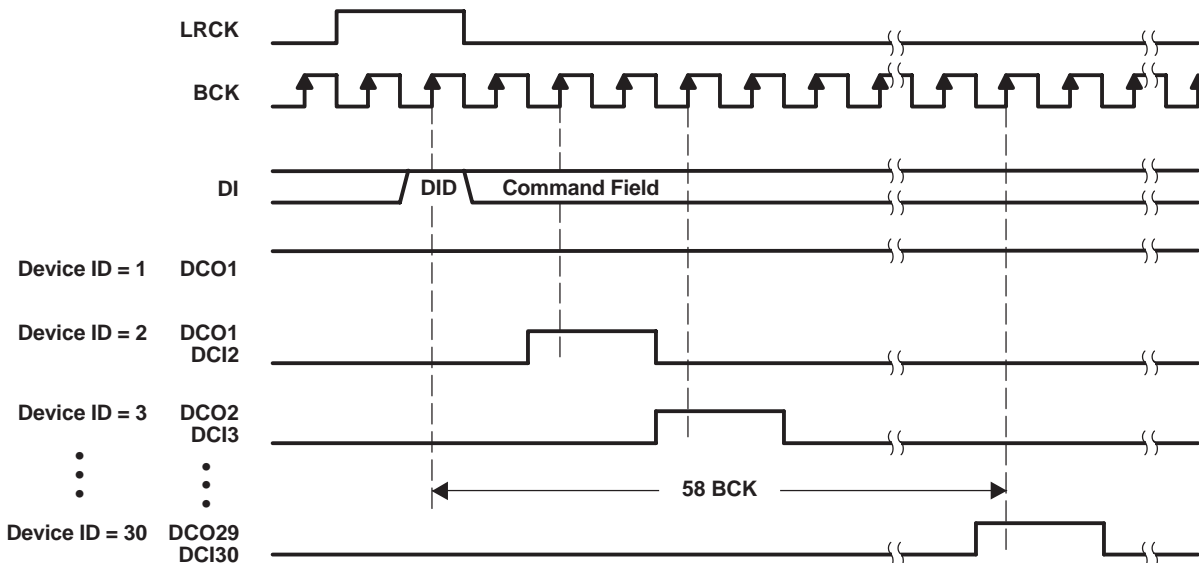 LRCK
BCK
DI
DID Command Field
Device ID = 1 DCO1
Device ID = 2 DCO1
DCI2
Device ID = 3 DCO2
DCI3
58 BCK
Device ID = 30 DCO29
DCI30